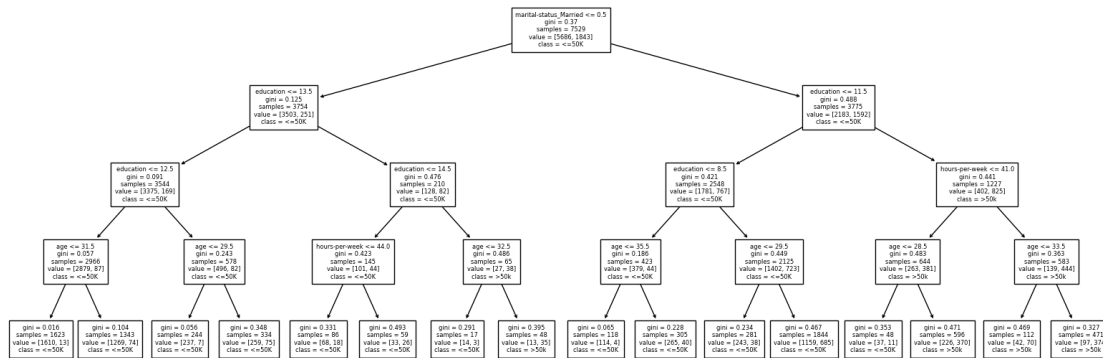 marital-status_Married <= 0.5
gini = 0.37
samples = 7529
value = [5686, 1843]
class = <=50K
education <= 13.5
gini = 0.125
samples = 3754
value = [3503, 251]
class = <=50K
education <= 11.5
gini = 0.488
samples = 3775
value = [2183, 1592]
class = <=50K
education <= 12.5
gini = 0.091
samples = 3544
value = [3375, 169]
class = <=50K
education <= 14.5
gini = 0.476
samples = 210
value = [128, 82]
class = <=50K
education <= 8.5
gini = 0.421
samples = 2548
value = [1781, 767]
class = <=50K
hours-per-week <= 41.0
gini = 0.441
samples = 1227
value = [402, 825]
class = >50k
age <= 31.5
gini = 0.057
samples = 2966
value = [2879, 87]
class = <=50K
age <= 29.5
gini = 0.243
samples = 578
value = [496, 82]
class = <=50K
hours-per-week <= 44.0
gini = 0.423
samples = 145
value = [101, 44]
class = <=50K
age <= 32.5
gini = 0.486
samples = 65
value = [27, 38]
class = >50k
age <= 35.5
gini = 0.186
samples = 423
value = [379, 44]
class = <=50K
age <= 29.5
gini = 0.449
samples = 2125
value = [1402, 723]
class = <=50K
age <= 28.5
gini = 0.483
samples = 644
value = [263, 381]
class = >50k
age <= 33.5
gini = 0.363
samples = 583
value = [139, 444]
class = >50k
gini = 0.016
samples = 1623
value = [1610, 13]
class = <=50K
gini = 0.104
samples = 1343
value = [1269, 74]
class = <=50K
gini = 0.056
samples = 244
value = [237, 7]
class = <=50K
gini = 0.348
samples = 334
value = [259, 75]
class = <=50K
gini = 0.331
samples = 86
value = [68, 18]
class = <=50K
gini = 0.493
samples = 59
value = [33, 26]
class = <=50K
gini = 0.291
samples = 17
value = [14, 3]
class = <=50K
gini = 0.395
samples = 48
value = [13, 35]
class = >50k
gini = 0.065
samples = 118
value = [114, 4]
class = <=50K
gini = 0.228
samples = 305
value = [265, 40]
class = <=50K
gini = 0.234
samples = 281
value = [243, 38]
class = <=50K
gini = 0.467
samples = 1844
value = [1159, 685]
class = <=50K
gini = 0.353
samples = 48
value = [37, 11]
class = <=50K
gini = 0.471
samples = 596
value = [226, 370]
class = >50k
gini = 0.469
samples = 112
value = [42, 70]
class = >50k
gini = 0.327
samples = 471
value = [97, 374]
class = >50k